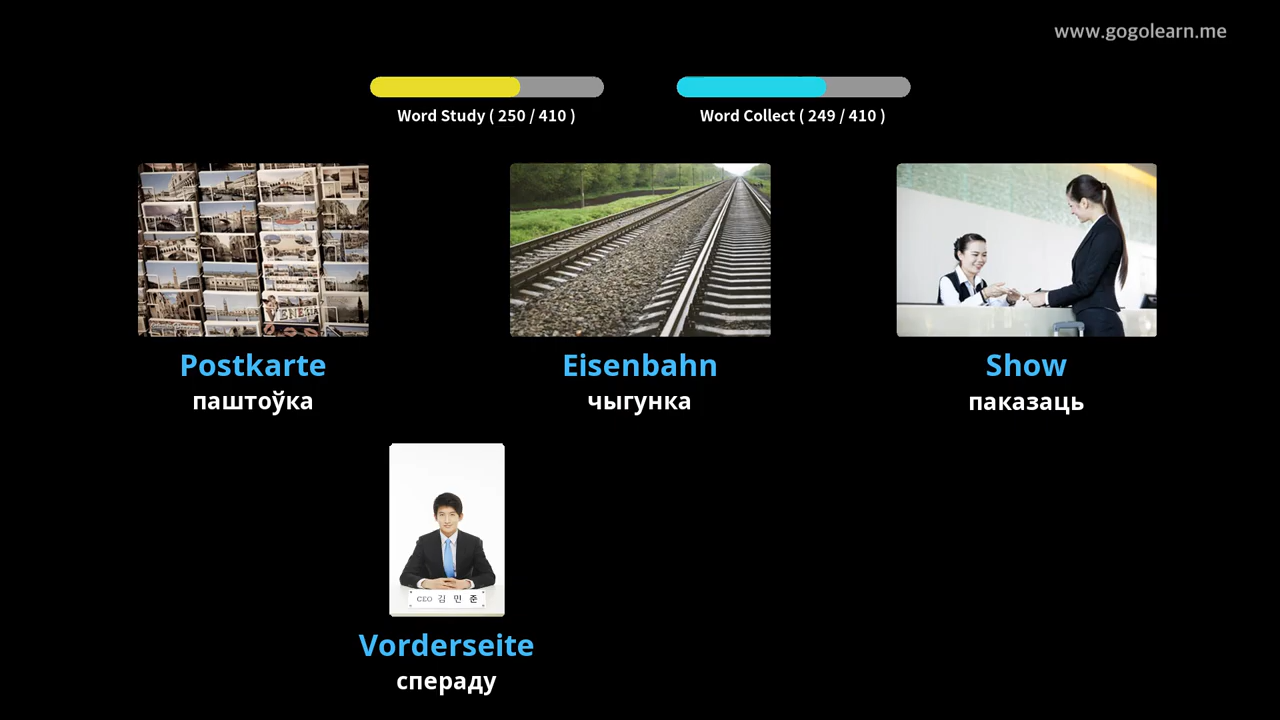 www.gogolearn.me
Word Study ( 250 / 410 )
Word Collect ( 249 / 410 )
Postkarte
паштоўка
Eisenbahn
чыгунка
Show
паказаць
CEO 김 민 준
Vorderseite
спераду